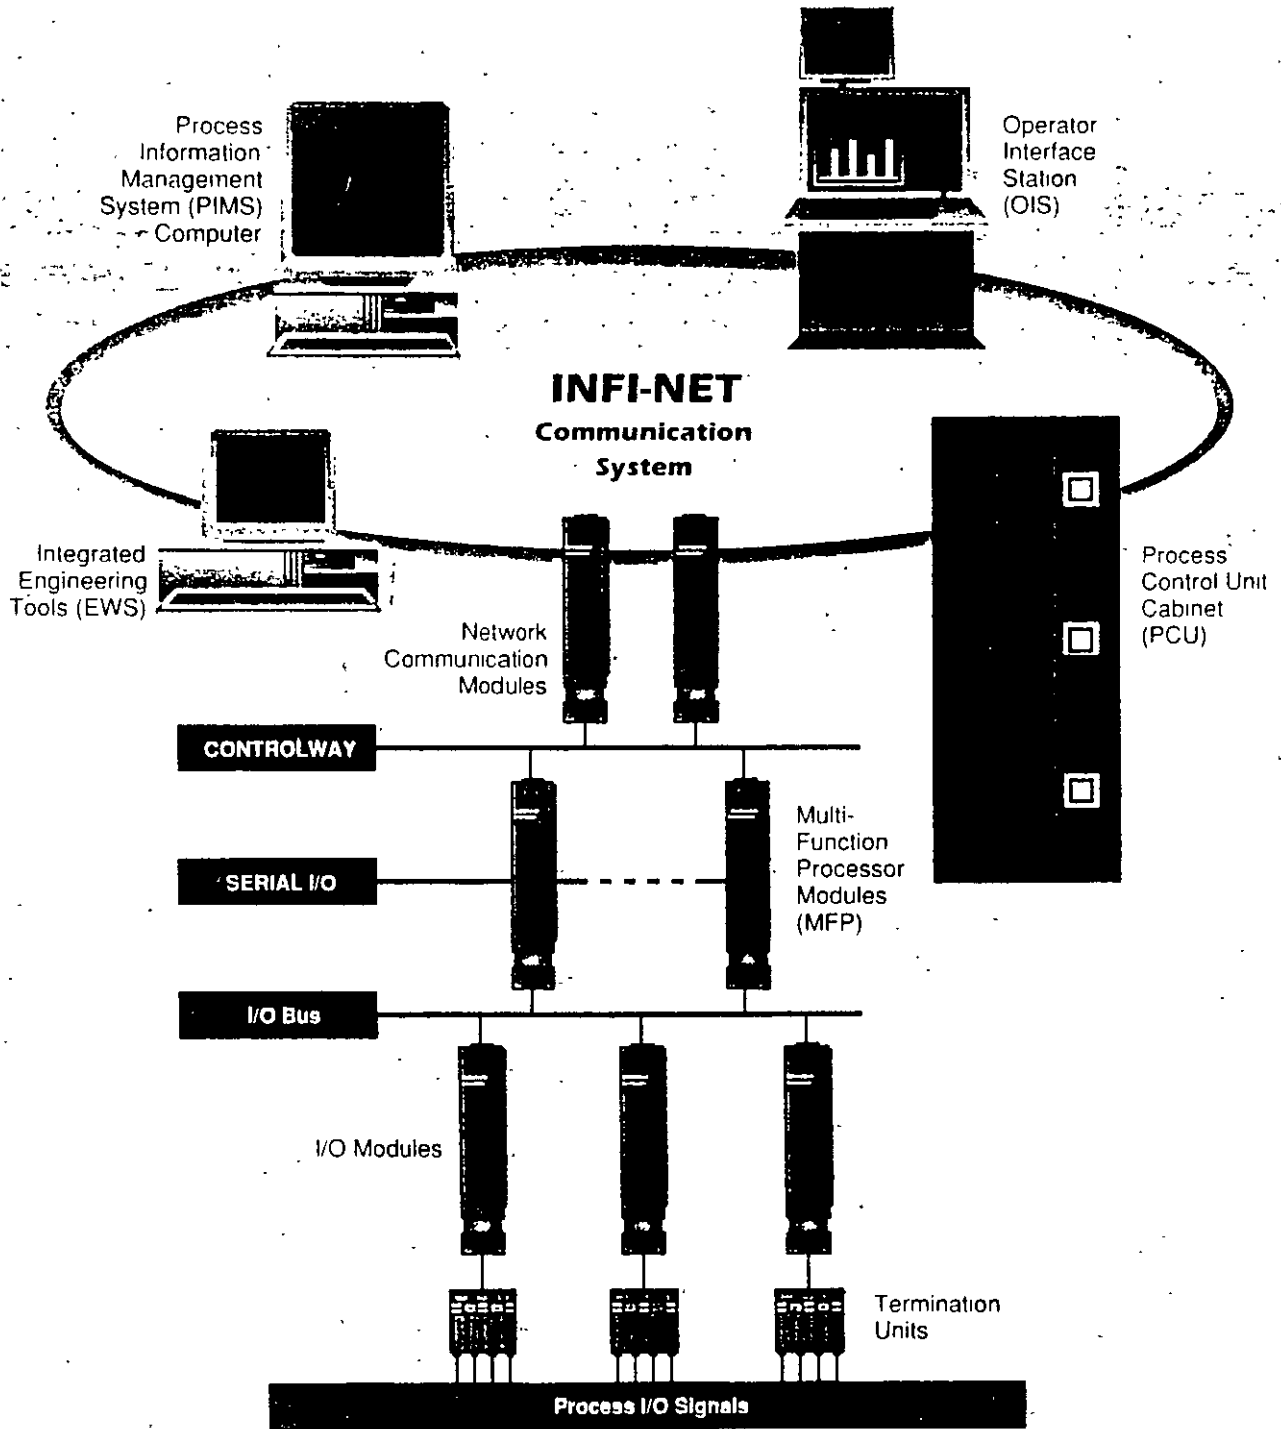 Process
Information
Management
System (PIMS)
Computer
Operator
Interface
Station
(OIS)
INFI-NET
Communication
System
Integrated
Engineering
Tools (EWS)
Network
Communication
Modules
Process
Control Unit
Cabinet
(PCU)
CONTROLWAY
Multi-
Function
Processor
Modules
(MFP)
SERIAL I/O
I/O Bus
I/O Modules
Termination
Units
Process I/O Signals